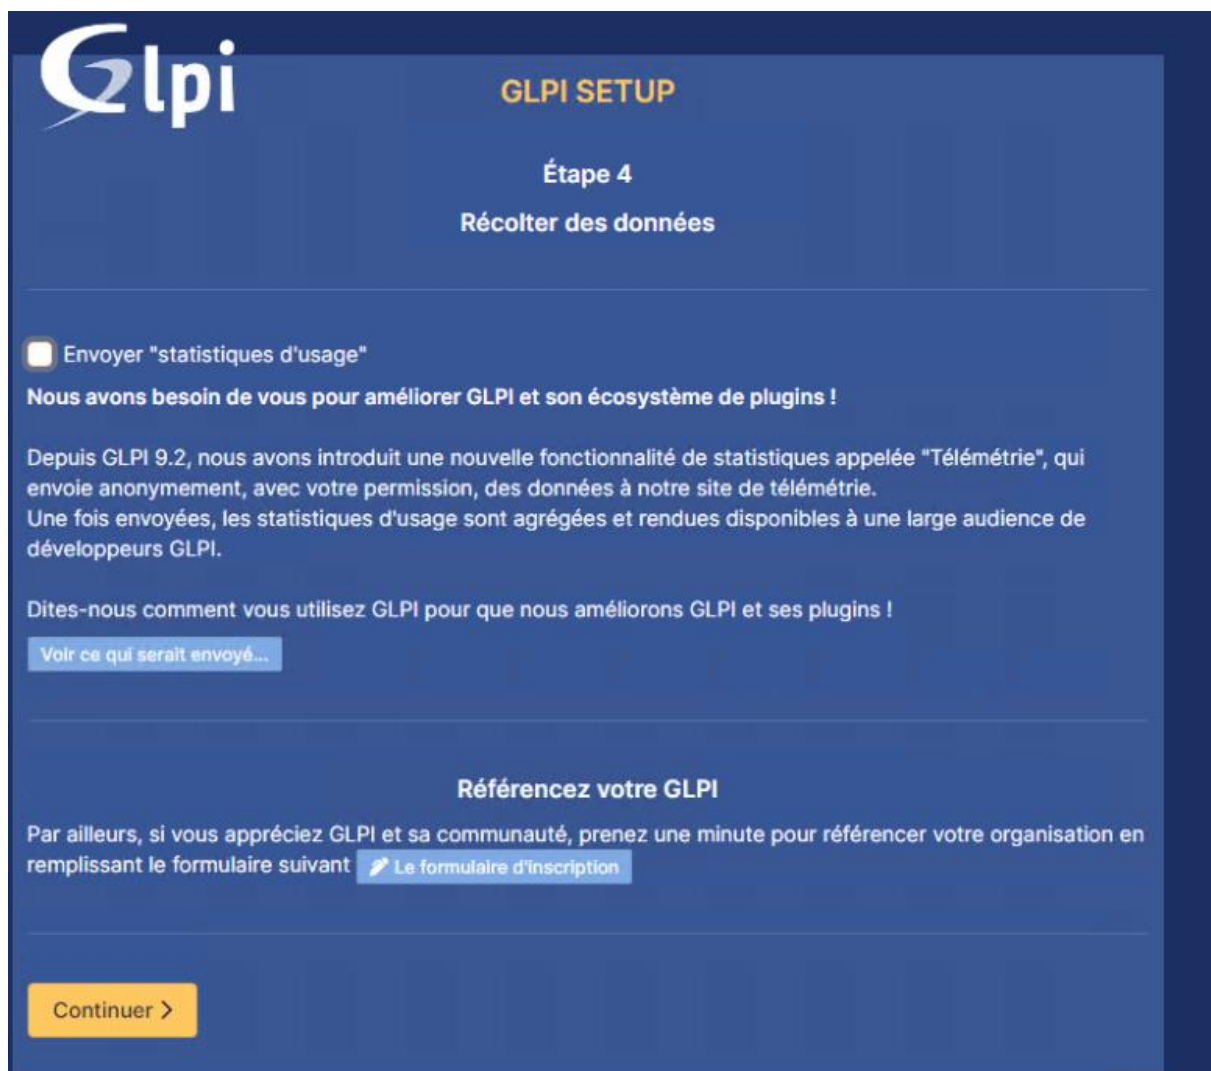 Glpi
GLPI SETUP
Étape 4
Récolter des données
Envoyer "statistiques d'usage"
Nous avons besoin de vous pour améliorer GLPI et son écosystème de plugins !
Depuis GLPI 9.2, nous avons introduit une nouvelle fonctionnalité de statistiques appelée "Télémétrie", qui
envoie anonymement, avec votre permission, des données à notre site de télémétrie.
Une fois envoyées, les statistiques d'usage sont agrégées et rendues disponibles à une large audience de
développeurs GLPI.
Dites-nous comment vous utilisez GLPI pour que nous améliorons GLPI et ses plugins !
Voir ce qui serait envoyé...
Référencez votre GLPI
Par ailleurs, si vous appréciez GLPI et sa communauté, prenez une minute pour référencer votre organisation en
remplissant le formulaire suivant Le formulaire d'inscription
Continuer >